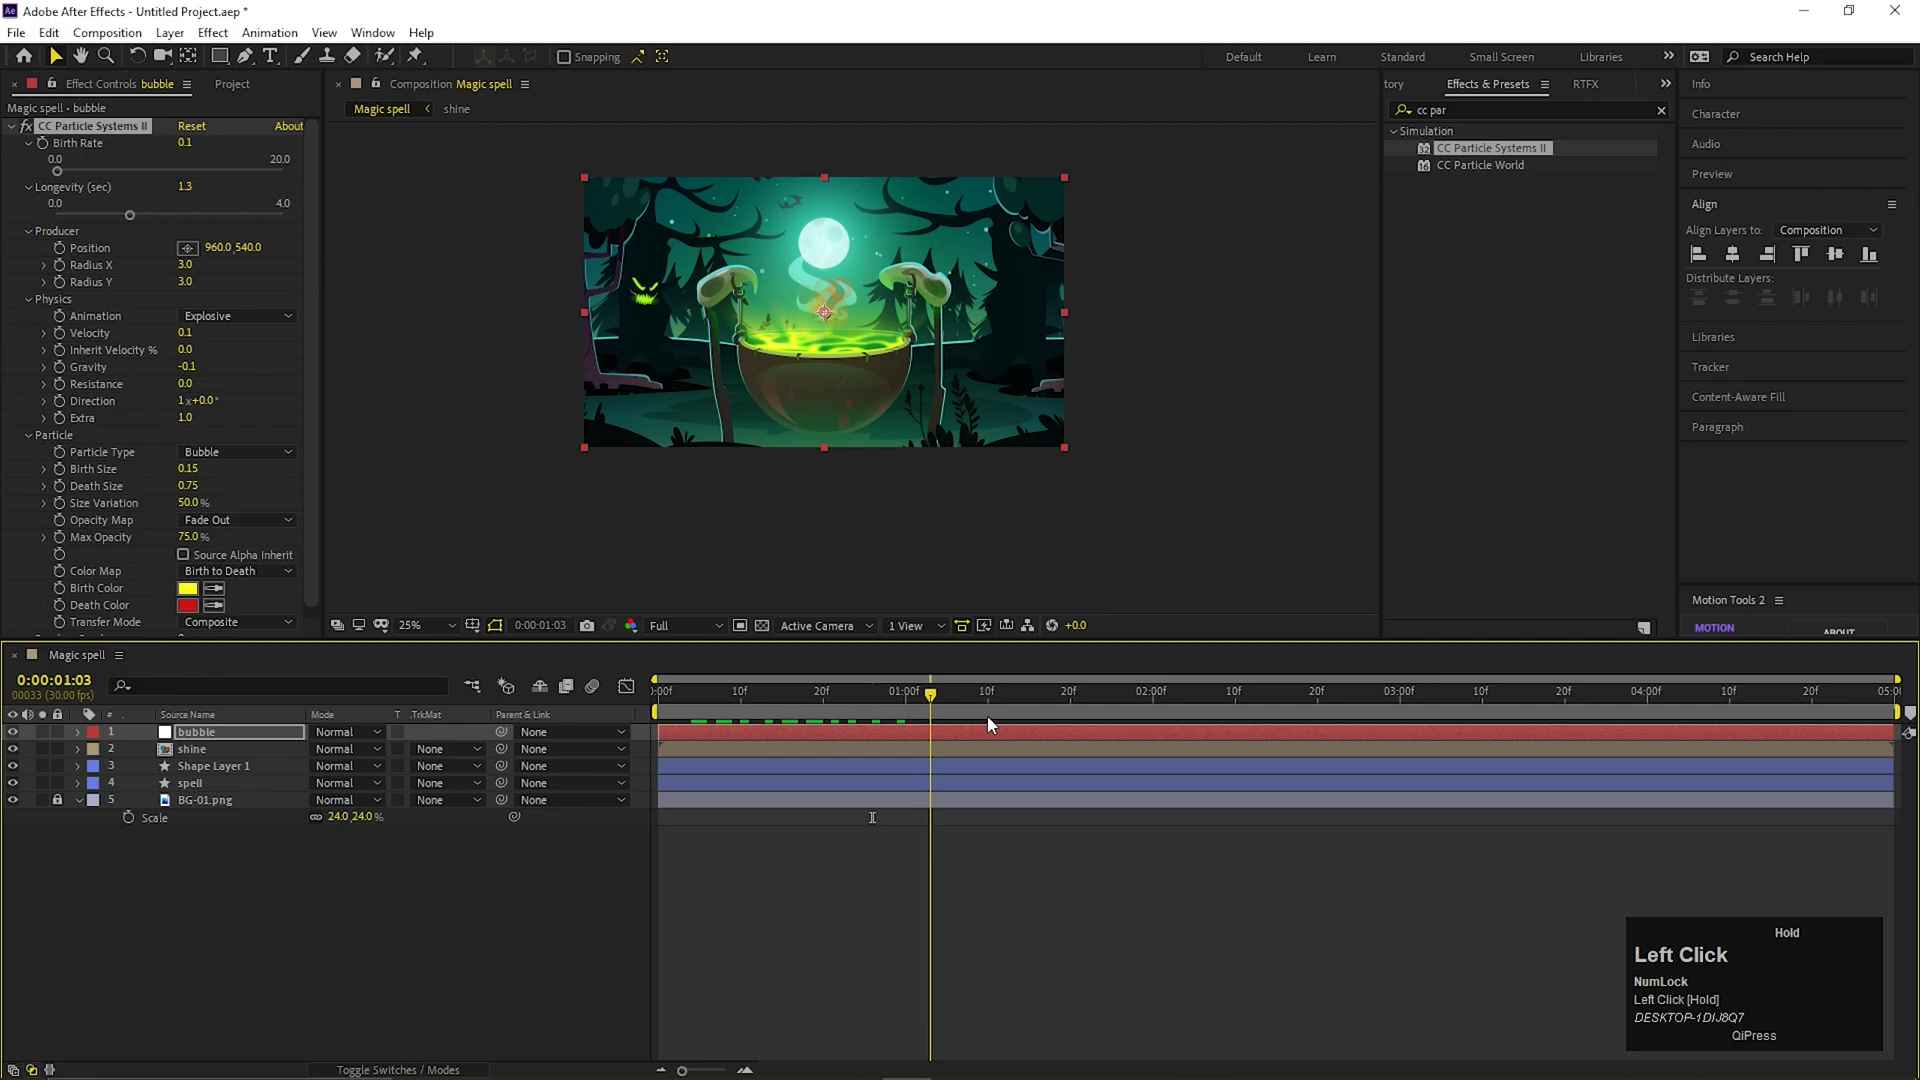 Ae Adobe After Effects - Untitled Project.aep *
File Edit Composition Layer Effect Animation View Window Help
Snapping Default Learn Standard Small Screen Libraries Search Help
Effect Controls bubble Project
Magic spell • bubble
fx CC Particle Systems II Reset About
Birth Rate 0.1
0.0 20.0
Longevity (sec) 1.3
0.0 4.0
Producer
Position 960.0,540.0
Radius X 3.0
Radius Y 3.0
Physics
Animation Explosive
Velocity 0.1
Inherit Velocity % 0.0
Gravity -0.1
Resistance 0.0
Direction 1x+0.0°
Extra 1.0
Particle
Particle Type Bubble
Birth Size 0.15
Death Size 0.75
Size Variation 50.0 %
Opacity Map Fade Out
Max Opacity 75.0 %
Source Alpha Inherit
Color Map Birth to Death
Birth Color
Death Color
Transfer Mode Composite
Composition Magic spell
Magic spell shine
25% 0:00:01:03 Full Active Camera 1 View +0.0
tory Effects & Presets RTFX
cc par
Simulation
32 CC Particle Systems II
16 CC Particle World
Info
Character
Audio
Preview
Align
Align Layers to: Composition
Distribute Layers:
Libraries
Tracker
Content-Aware Fill
Paragraph
Motion Tools 2
MOTION ABOUT
Magic spell
0:00:01:03
00033 (30.00 fps)
):00f 10f 20f 01:00f 10f 20f 02:00f 10f 20f 03:00f 10f 20f 04:00f 10f 20f 05:0
# Source Name Mode T .TrkMat Parent & Link
1 bubble Normal None
2 shine Normal None None
3 Shape Layer 1 Normal None None
4 spell Normal None None
5 BG-01.png Normal None None
Scale 24.0,24.0 %
Toggle Switches / Modes
Hold
Left Click
NumLock
Left Click [Hold]
DESKTOP-1DIJ8Q7
QiPress